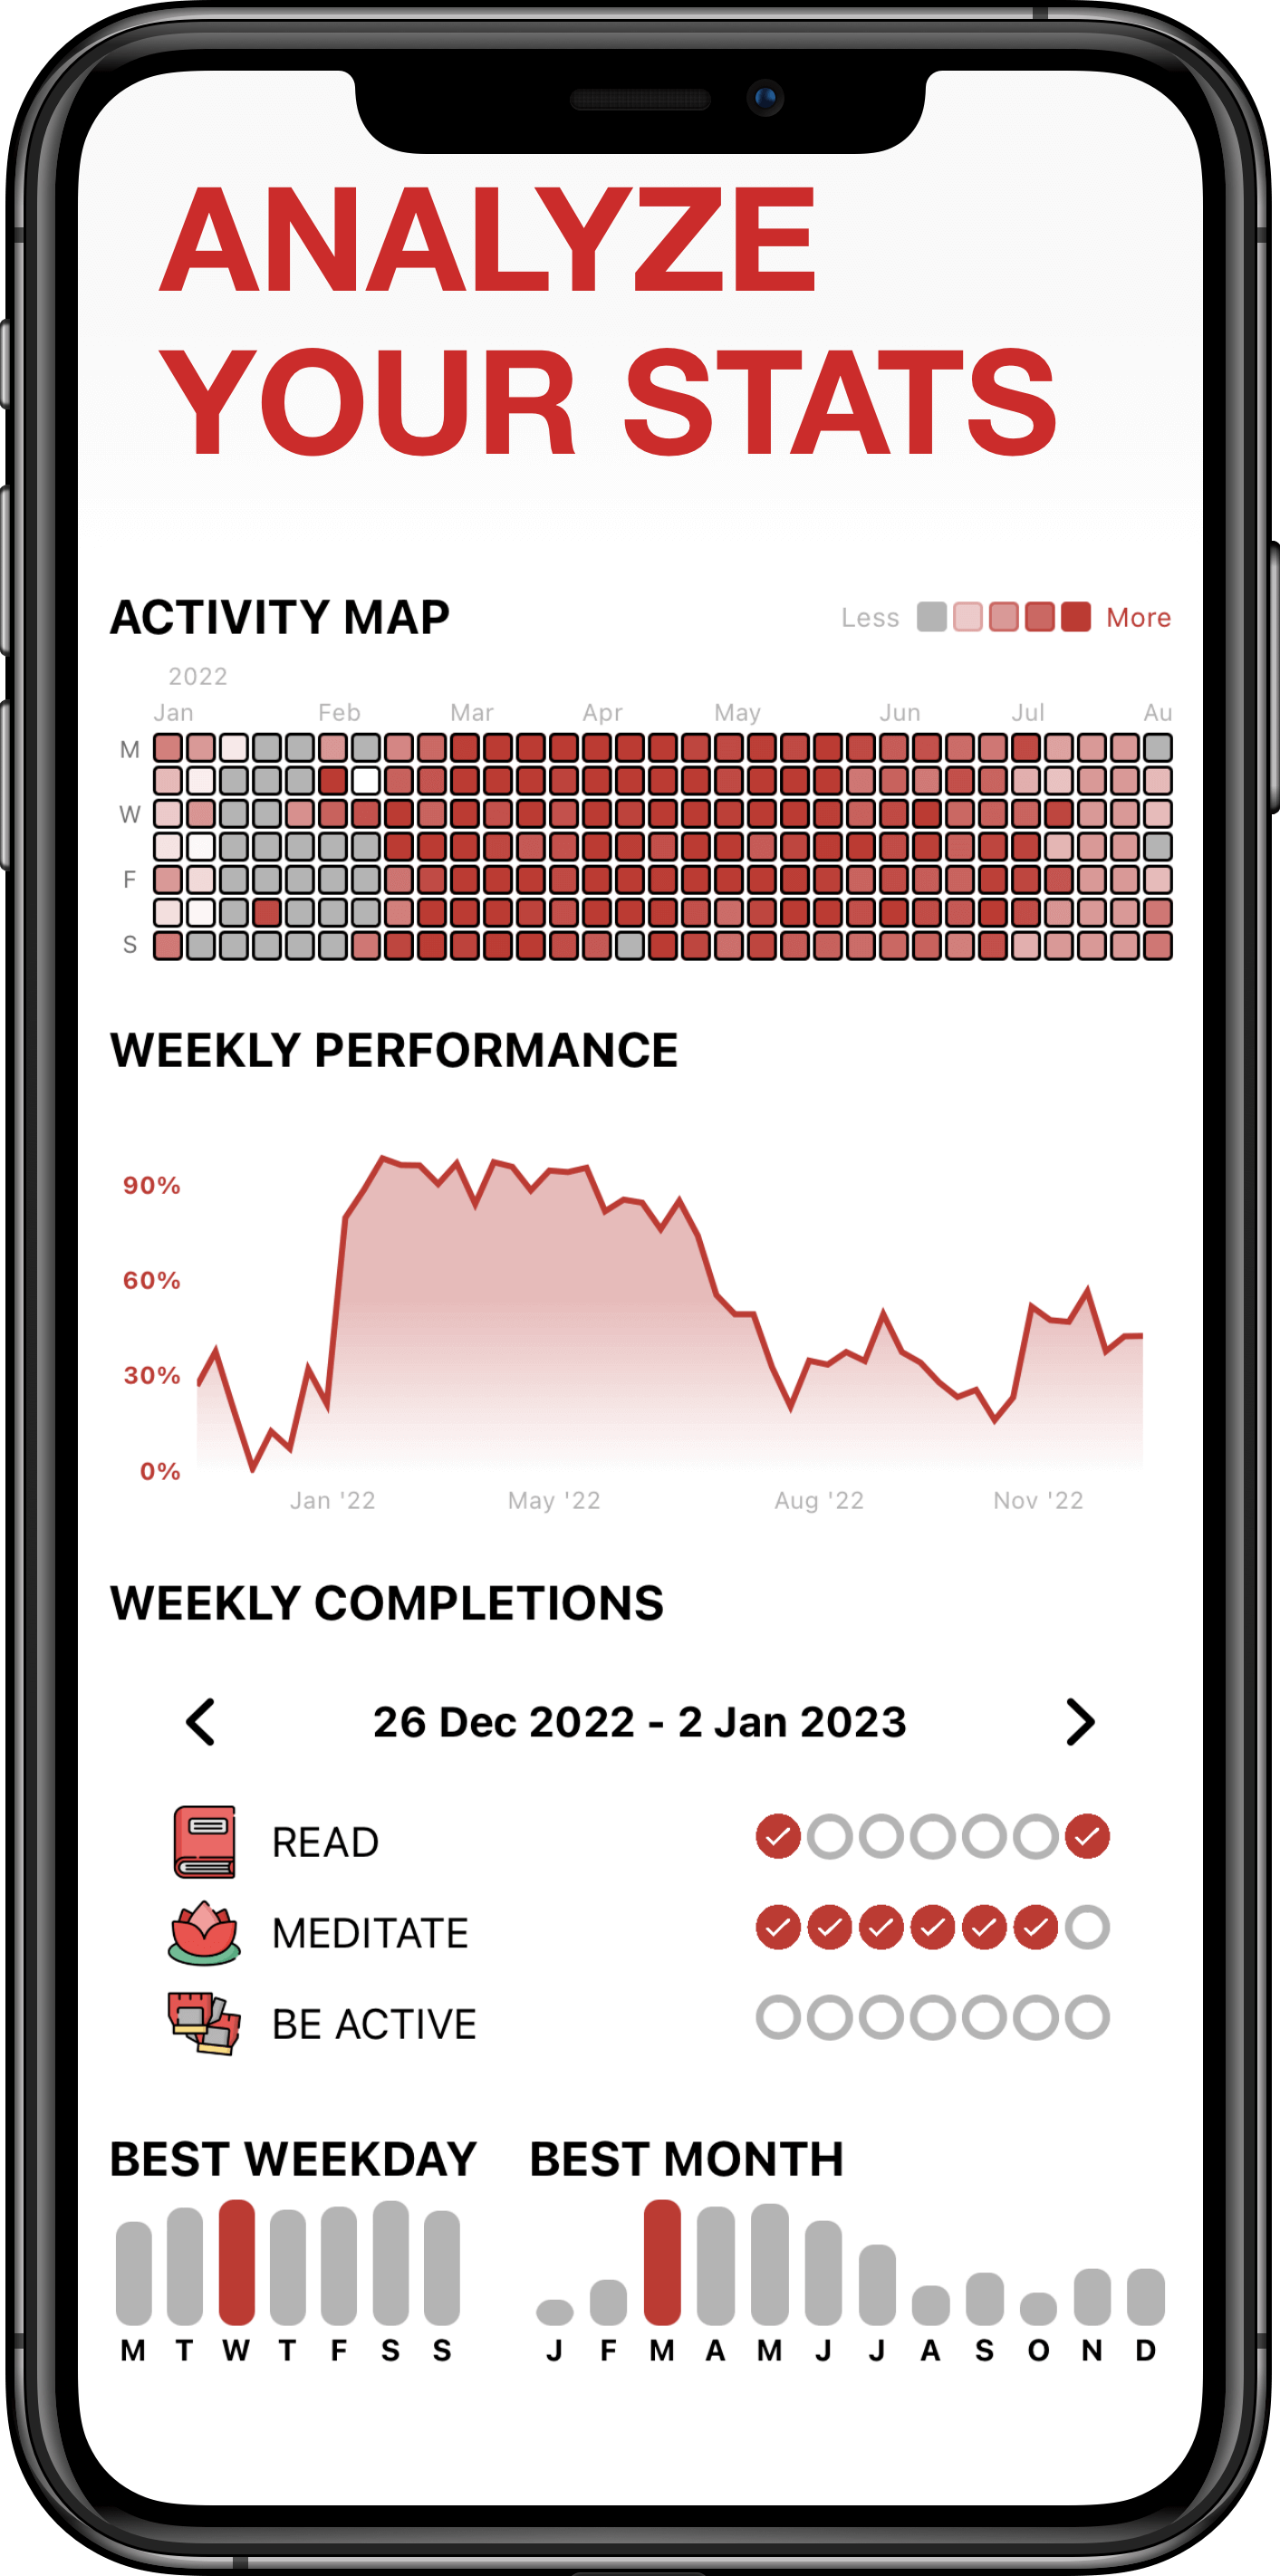 ANALYZE
YOUR STATS
ACTIVITY MAP
Less More
2022
Jan Feb Mar Apr May Jun Jul Au
M
W
F
S
WEEKLY PERFORMANCE
90%
60%
30%
0%
Jan '22 May '22 Aug '22 Nov '22
WEEKLY COMPLETIONS
26 Dec 2022 - 2 Jan 2023
READ
MEDITATE
BE ACTIVE
BEST WEEKDAY
M T W T F S S
BEST MONTH
J F M A M J J A S O N D